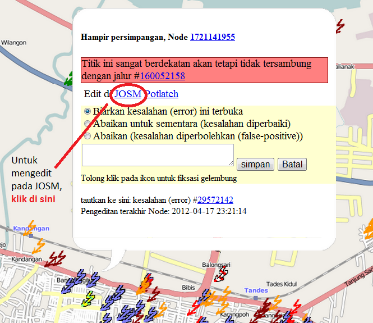 Wilangon
Hampir persimpangan, Node 1721141955
Titik ini sangat berdekatan akan tetapi tidak tersambung
dengan jalur #160052158
Edit di JOSM Potlatch
Biarkan kesalahan (error) ini terbuka
Abaikan untuk sementara (kesalahan diperbaiki)
Abaikan (kesalahan diperbolehkan (false-positive))
simpan Batal
Tolong klik pada ikon untuk fiksasi gelembung
tautkan ke sini: kesalahan (error) #29572142
Pengeditan terakhir Node: 2012-04-17 23:21:14
Untuk
mengedit
pada JOSM,
klik di sini
Kandangan
Kandangan
Balongsari
Bibis
Tandes
Tandes Kidul
Karangpoh
Tanjung Sari